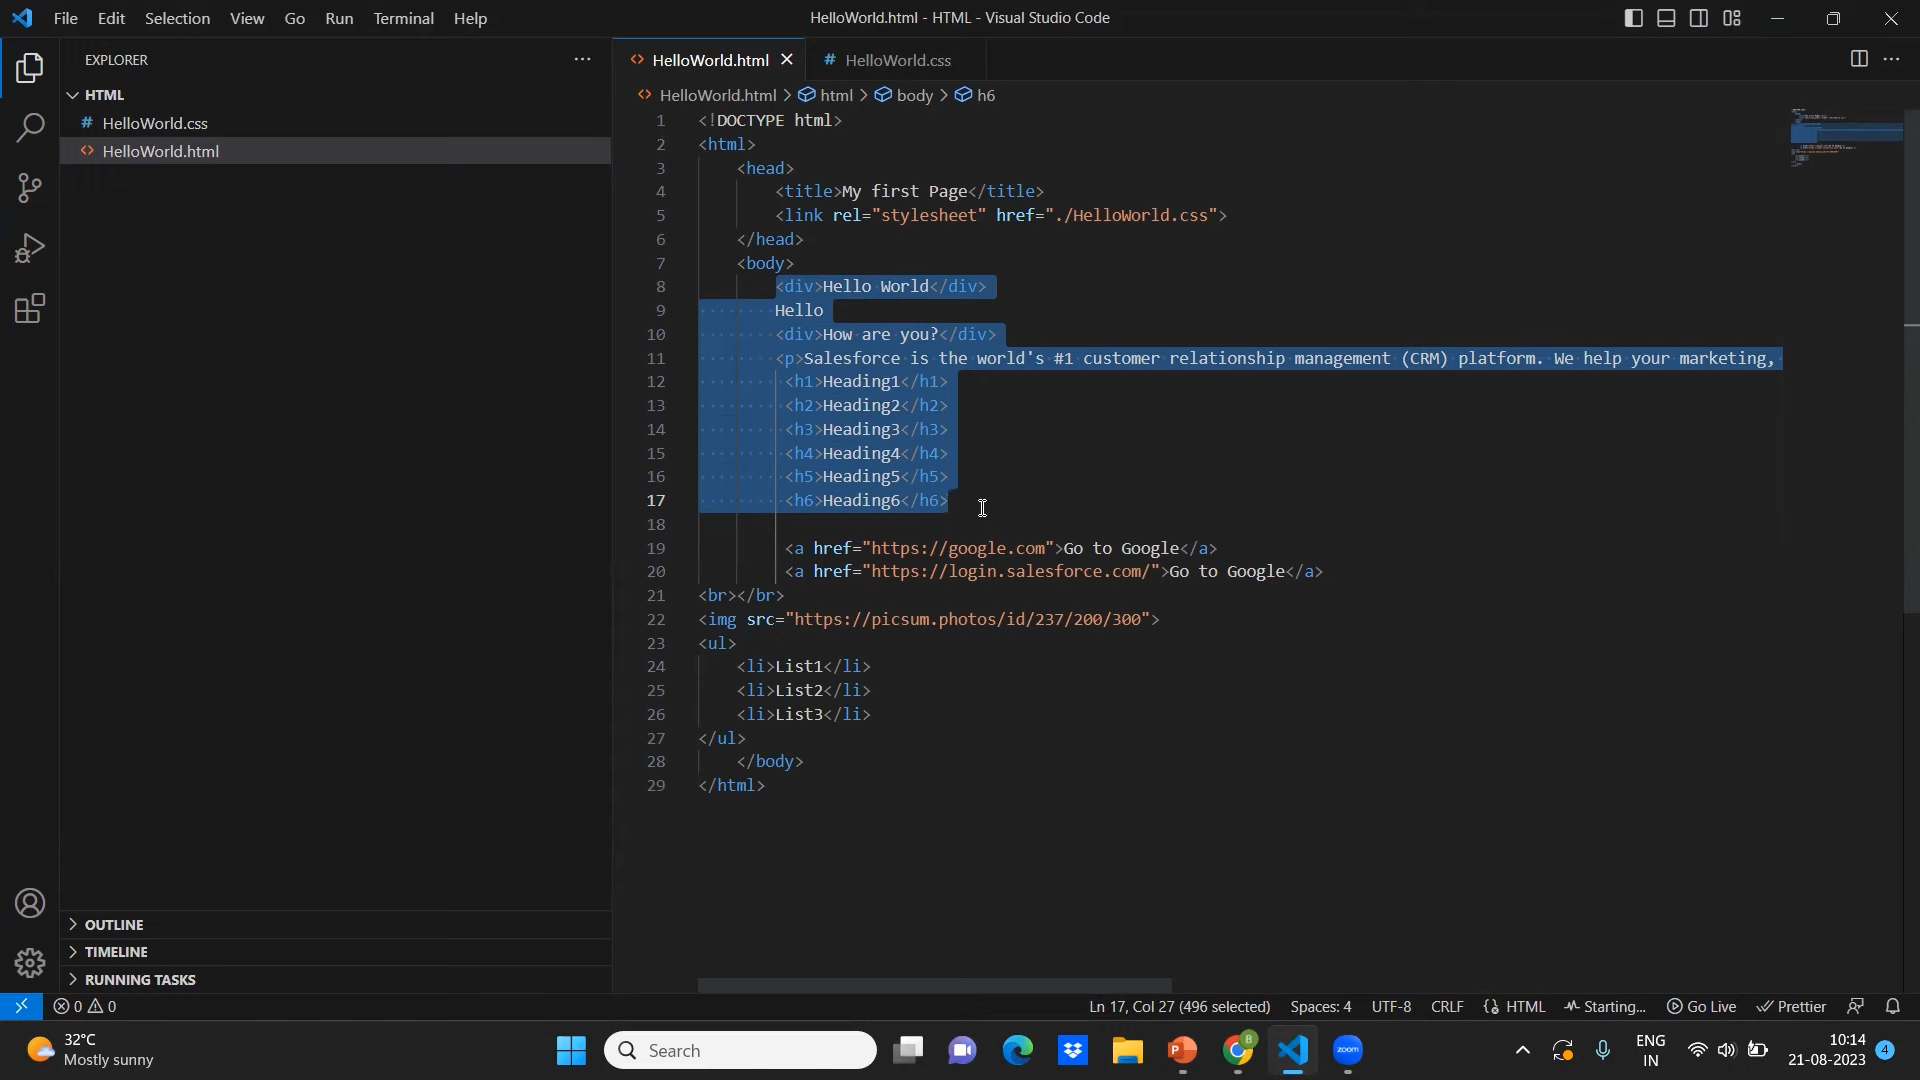 File Edit Selection View Go Run Terminal Help
HelloWorld.html - HTML - Visual Studio Code
EXPLORER
HTML
# HelloWorld.css
<> HelloWorld.html
<> HelloWorld.html
# HelloWorld.css
<> HelloWorld.html > html > body > h6
1 <!DOCTYPE html>
2 <html>
3 <head>
4 <title>My first Page</title>
5 <link rel="stylesheet" href="./HelloWorld.css">
6 </head>
7 <body>
8 <div>Hello World</div>
9 Hello
10 <div>How are you?</div>
11 <p>Salesforce is the world's #1 customer relationship management (CRM) platform. We help your marketing,
12 <h1>Heading1</h1>
13 <h2>Heading2</h2>
14 <h3>Heading3</h3>
15 <h4>Heading4</h4>
16 <h5>Heading5</h5>
17 <h6>Heading6</h6>
18
19 <a href="https://google.com">Go to Google</a>
20 <a href="https://login.salesforce.com/">Go to Google</a>
21 <br></br>
22 <img src="https://picsum.photos/id/237/200/300">
23 <ul>
24 <li>List1</li>
25 <li>List2</li>
26 <li>List3</li>
27 </ul>
28 </body>
29 </html>
OUTLINE
TIMELINE
RUNNING TASKS
0 0
Ln 17, Col 27 (496 selected) Spaces: 4 UTF-8 CRLF HTML Starting... Go Live Prettier
32°C
Mostly sunny
Search
B
P
zoom
ENG
IN
10:14
21-08-2023
4